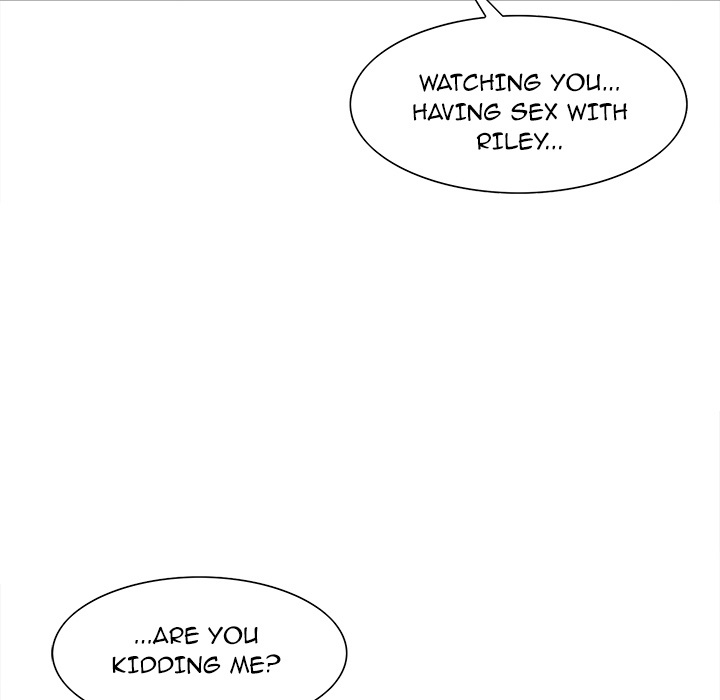 WATCHING YOU...
HAVING SEX WITH
RILEY...
...ARE YOU
KIDDING ME?